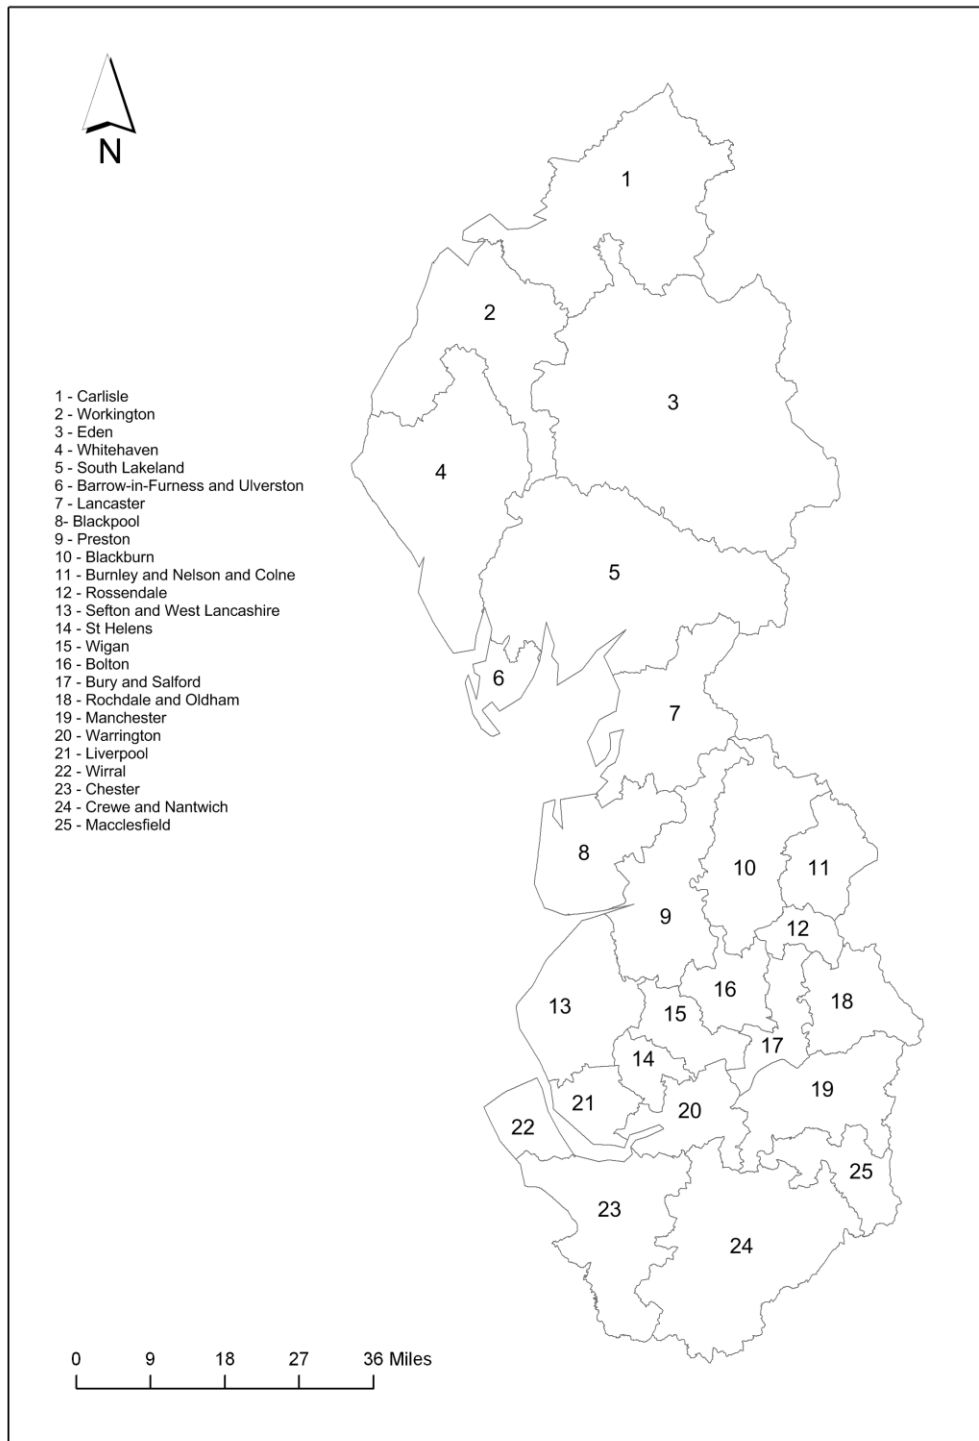 N
1
2
3
4
5
6
7
8
9
10
11
12
13
14
15
16
17
18
19
20
21
22
23
24
25
1 - Carlisle
2 - Workington
3 - Eden
4 - Whitehaven
5 - South Lakeland
6 - Barrow-in-Furness and Ulverston
7 - Lancaster
8- Blackpool
9 - Preston
10 - Blackburn
11 - Burnley and Nelson and Colne
12 - Rossendale
13 - Sefton and West Lancashire
14 - St Helens
15 - Wigan
16 - Bolton
17 - Bury and Salford
18 - Rochdale and Oldham
19 - Manchester
20 - Warrington
21 - Liverpool
22 - Wirral
23 - Chester
24 - Crewe and Nantwich
25 - Macclesfield
0 9 18 27 36 Miles